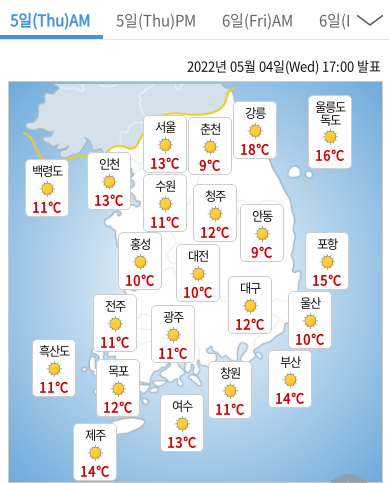 5일(Thu)AM 5일(Thu)PM 6일(Fri)AM 6일(
2022년 05월 04일(Wed) 17:00 발표
강릉
18℃
울릉도
독도
16℃
서울
13℃
춘천
9℃
백령도
11℃
인천
13℃
수원
11℃
청주
12℃
안동
9℃
홍성
10℃
대전
10℃
포항
15℃
대구
12℃
울산
10℃
전주
11℃
광주
11℃
흑산도
11℃
목포
12℃
창원
11℃
부산
14℃
여수
13℃
제주
14℃